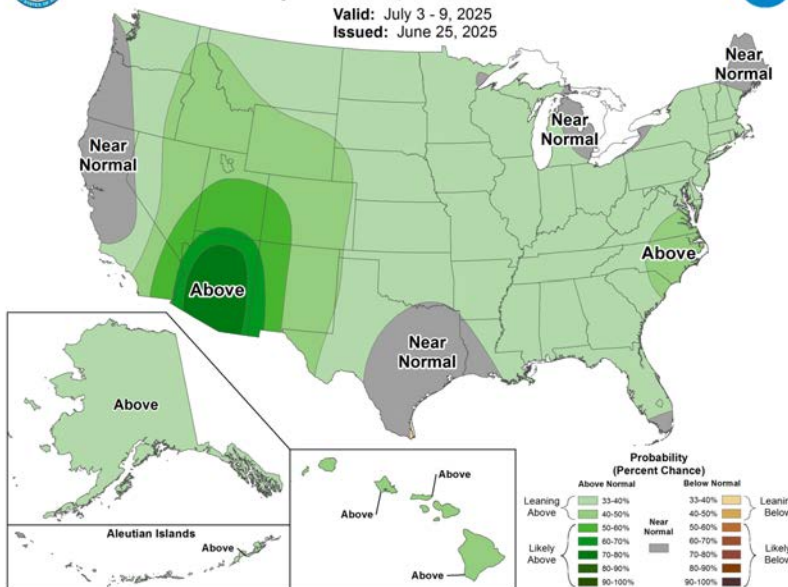 Valid: July 3 - 9, 2025
Issued: June 25, 2025
Near
Normal
Near
Normal
Near
Normal
Above
Above
Near
Normal
Above
Aleutian Islands
Above
Above
Above
Above
Probability
(Percent Chance)
Above Normal
Below Normal
Leaning
Above
33-40%
40-50%
Likely
Above
50-60%
60-70%
70-80%
80-90%
90-100%
Near
Normal
33-40%
40-50%
50-60%
60-70%
70-80%
80-90%
90-100%
Below
Below